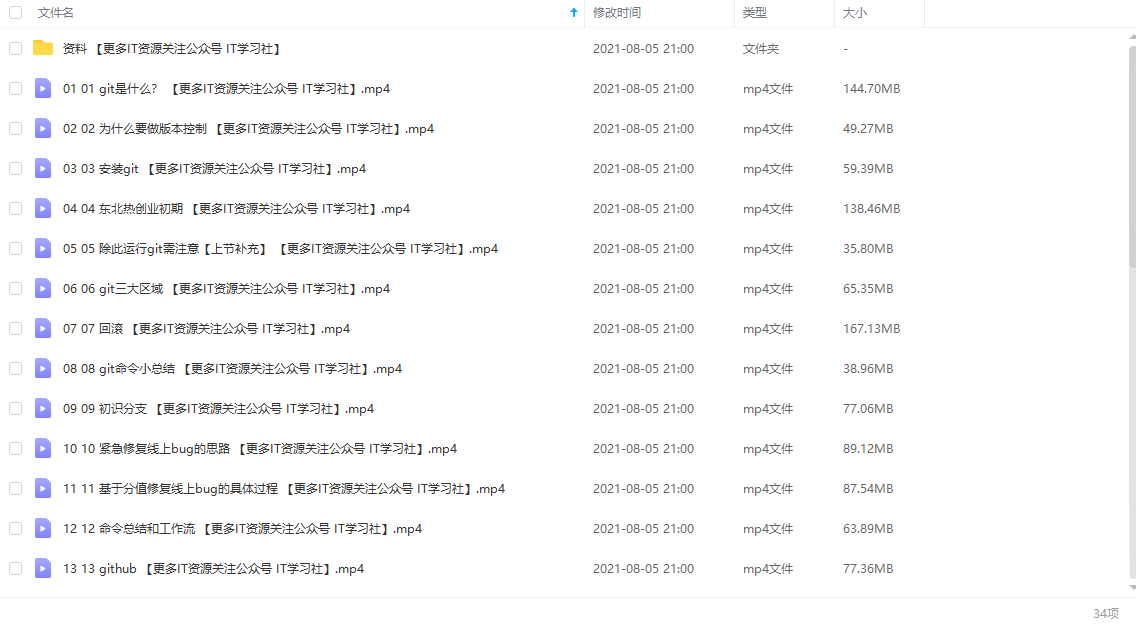 文件名 修改时间 类型 大小
资料 【更多IT资源关注公众号 IT学习社】 2021-08-05 21:00 文件夹 -
01 01 git是什么? 【更多IT资源关注公众号 IT学习社】.mp4 2021-08-05 21:00 mp4文件 144.70MB
02 02 为什么要做版本控制 【更多IT资源关注公众号 IT学习社】.mp4 2021-08-05 21:00 mp4文件 49.27MB
03 03 安装git 【更多IT资源关注公众号 IT学习社】.mp4 2021-08-05 21:00 mp4文件 59.39MB
04 04 东北热创业初期 【更多IT资源关注公众号 IT学习社】.mp4 2021-08-05 21:00 mp4文件 138.46MB
05 05 除此运行git需注意【上节补充】 【更多IT资源关注公众号 IT学习社】.mp4 2021-08-05 21:00 mp4文件 35.80MB
06 06 git三大区域 【更多IT资源关注公众号 IT学习社】.mp4 2021-08-05 21:00 mp4文件 65.35MB
07 07 回滚 【更多IT资源关注公众号 IT学习社】.mp4 2021-08-05 21:00 mp4文件 167.13MB
08 08 git命令小总结 【更多IT资源关注公众号 IT学习社】.mp4 2021-08-05 21:00 mp4文件 38.96MB
09 09 初识分支 【更多IT资源关注公众号 IT学习社】.mp4 2021-08-05 21:00 mp4文件 77.06MB
10 10 紧急修复线上bug的思路 【更多IT资源关注公众号 IT学习社】.mp4 2021-08-05 21:00 mp4文件 89.12MB
11 11 基于分值修复线上bug的具体过程 【更多IT资源关注公众号 IT学习社】.mp4 2021-08-05 21:00 mp4文件 87.54MB
12 12 命令总结和工作流 【更多IT资源关注公众号 IT学习社】.mp4 2021-08-05 21:00 mp4文件 63.89MB
13 13 github 【更多IT资源关注公众号 IT学习社】.mp4 2021-08-05 21:00 mp4文件 77.36MB
34项